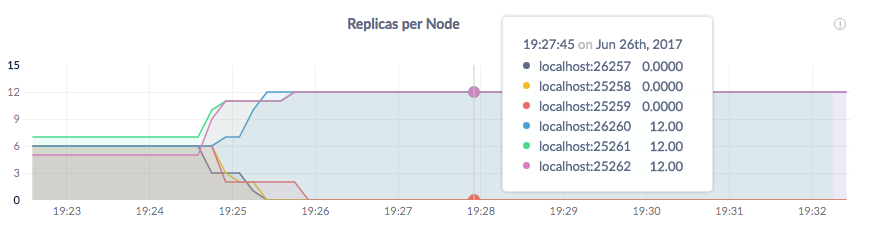 Replicas per Node
19:27:45 on Jun 26th, 2017
localhost:26257 0.0000
localhost:25258 0.0000
localhost:25259 0.0000
localhost:26260 12.00
localhost:25261 12.00
localhost:25262 12.00
15
12
9
6
3
0
19:23 19:24 19:25 19:26 19:27 19:28 19:29 19:30 19:31 19:32